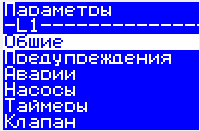 Параметры
-L1--------------
Общие
Предупреждения
Аварии
Насосы
Таймеры
Клапан